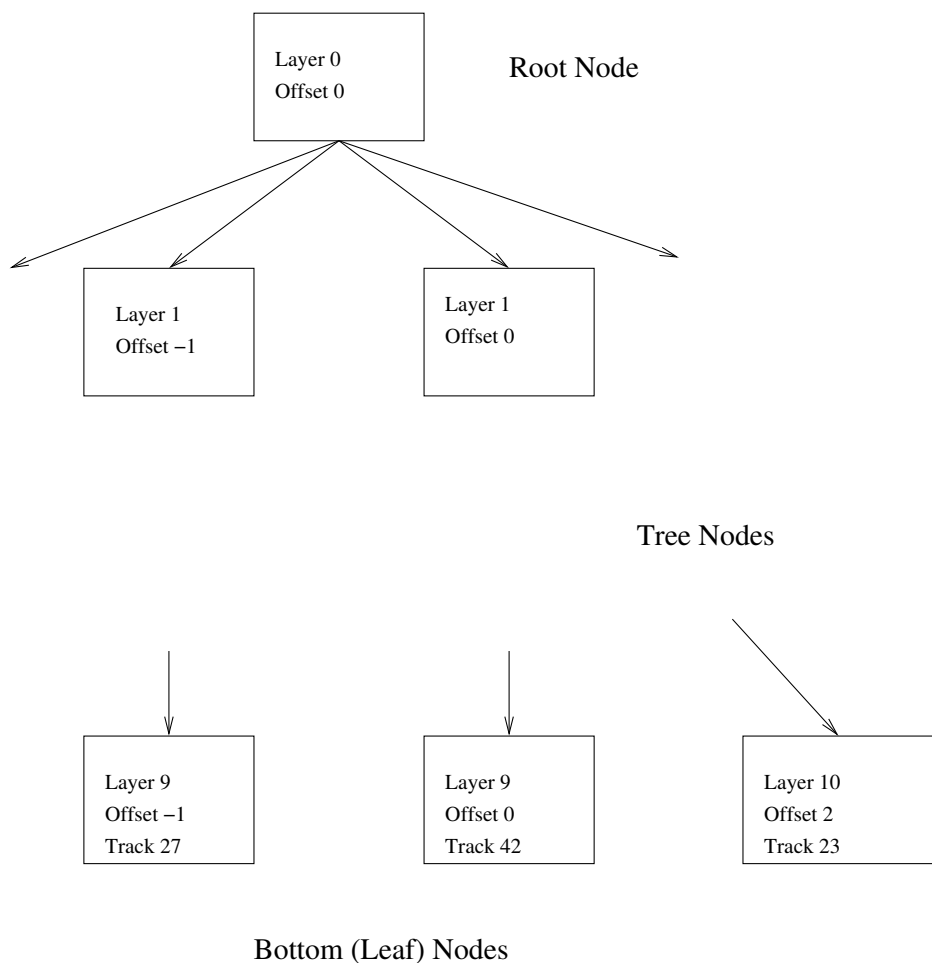 Layer 0
Offset 0
Root Node
Layer 1
Offset −1
Layer 1
Offset 0
Tree Nodes
Layer 9
Offset −1
Track 27
Layer 9
Offset 0
Track 42
Layer 10
Offset 2
Track 23
Bottom (Leaf) Nodes